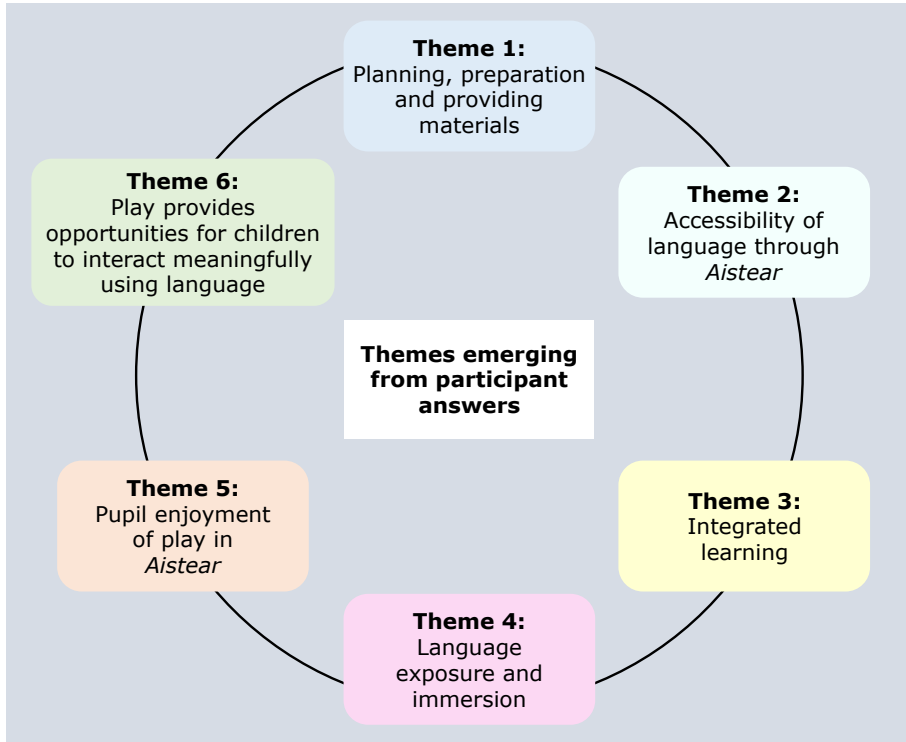 Theme 1:
Planning, preparation
and providing
materials
Theme 2:
Accessibility of
language through
Aistear
Theme 3:
Integrated
learning
Theme 4:
Language
exposure and
immersion
Theme 5:
Pupil enjoyment
of play in
Aistear
Theme 6:
Play provides
opportunities for children
to interact meaningfully
using language
Themes emerging
from participant
answers